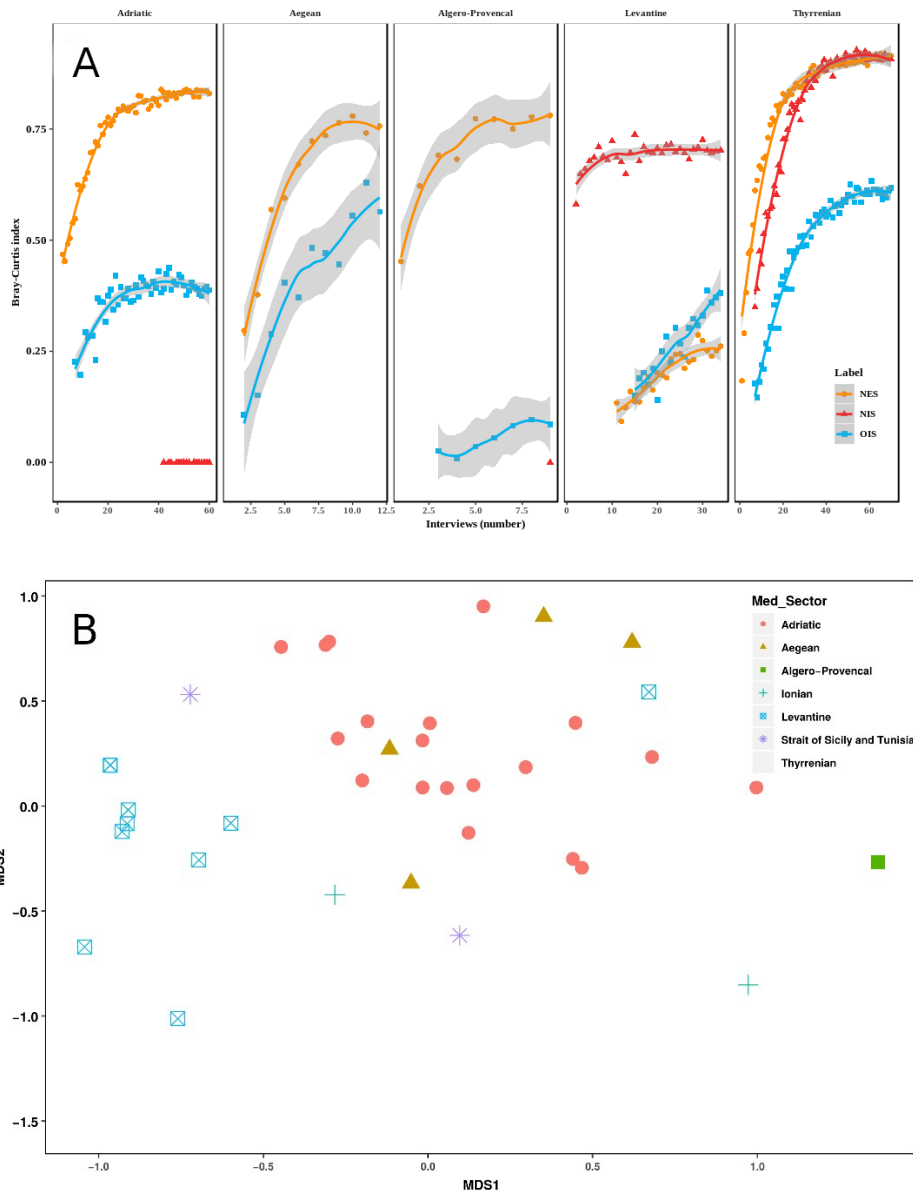 Adriatic Aegean Algero-Provencal Levantine Thyrrenian
A
Bray-Curtis index
0.75
0.50
0.25
0.00
Label
NES
NIS
OIS
0 20 40 60 2.5 5.0 7.5 10.0 12.5 2.5 5.0 7.5 0 10 20 30 0 20 40 60
Interviews (number)
B
1.0
0.5
0.0
−0.5
−1.0
−1.5
MDS2
Med_Sector
Adriatic
Aegean
Algero−Provencal
Ionian
Levantine
Strait of Sicily and Tunisia
Thyrrenian
−1.0 −0.5 0.0 0.5 1.0
MDS1